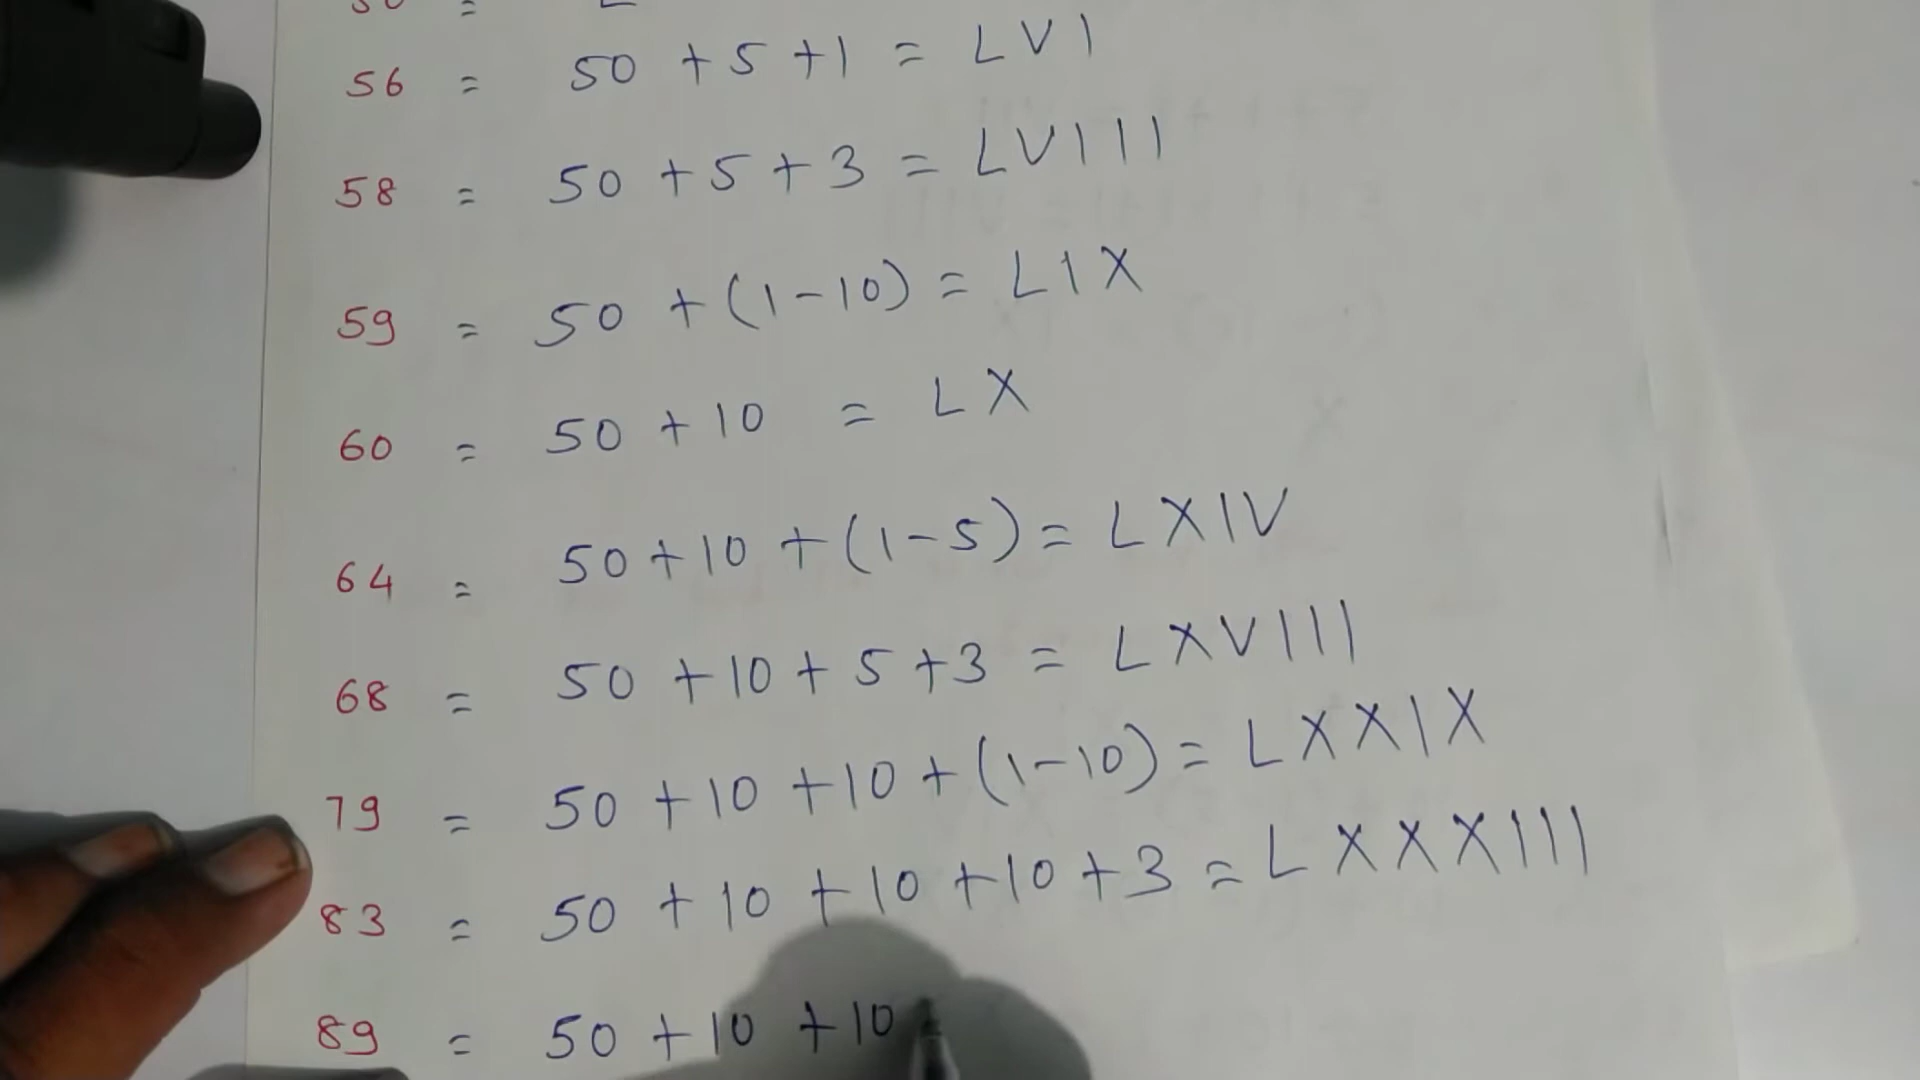 50 = L
56 = 50 + 5 + 1 = LVI
58 = 50 + 5 + 3 = LVIII
59 = 50 + (1 - 10) = LIX
60 = 50 + 10 = LX
64 = 50 + 10 + (1 - 5) = LXIV
68 = 50 + 10 + 5 + 3 = LXVIII
79 = 50 + 10 + 10 + (1 - 10) = LXXIX
83 = 50 + 10 + 10 + 10 + 3 = LXXXIII
89 = 50 + 10 + 10